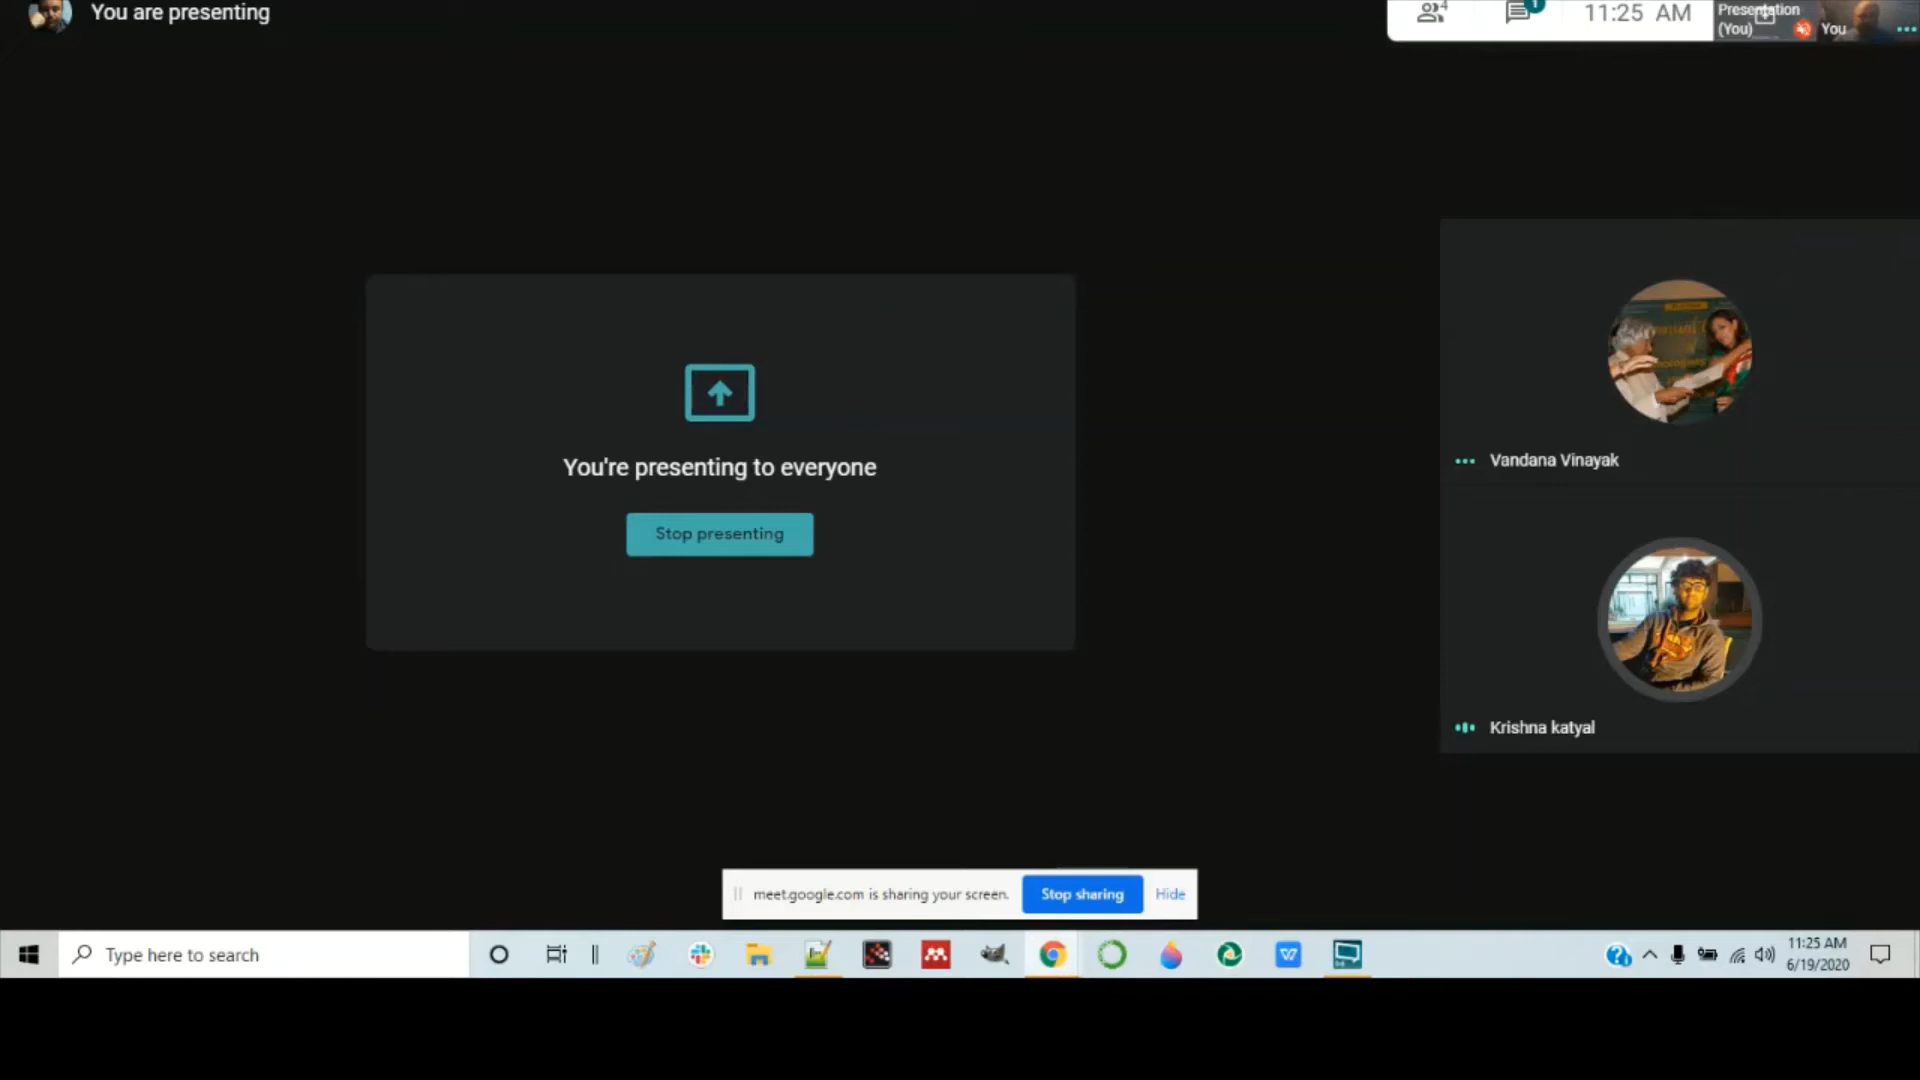 You are presenting
4
1
11:25 AM
Presentation
(You)
You
You're presenting to everyone
Stop presenting
Vandana Vinayak
Krishna katyal
meet.google.com is sharing your screen.
Stop sharing
Hide
Type here to search
11:25 AM
6/19/2020